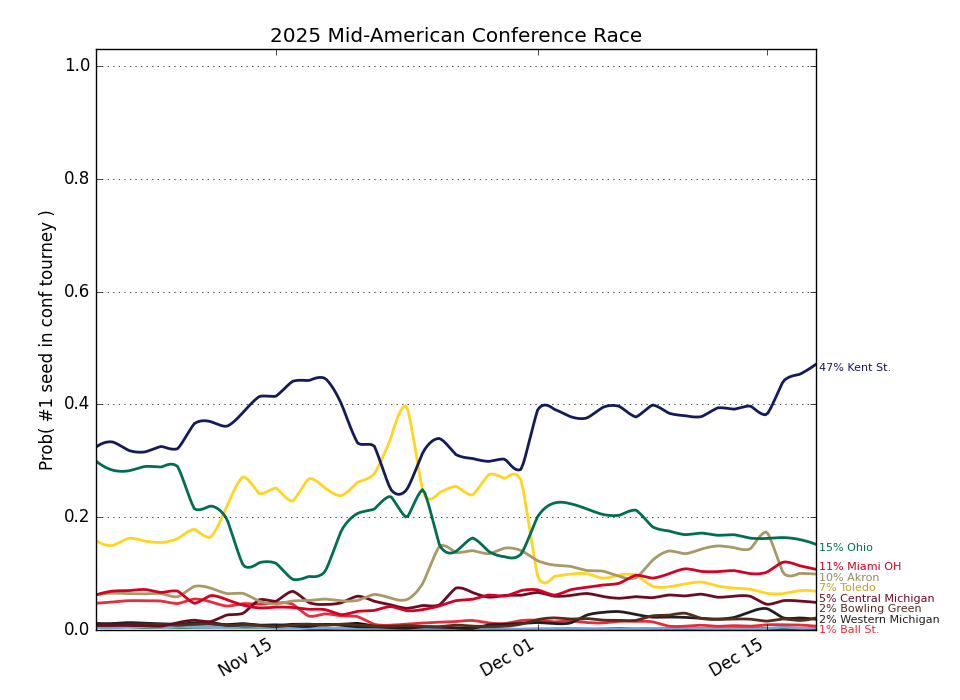 2025 Mid-American Conference Race
Prob( #1 seed in conf tourney )
1.0
0.8
0.6
0.4
0.2
0.0
Nov 15
Dec 01
Dec 15
47% Kent St.
15% Ohio
11% Miami OH
10% Akron
7% Toledo
5% Central Michigan
2% Bowling Green
2% Western Michigan
1% Ball St.